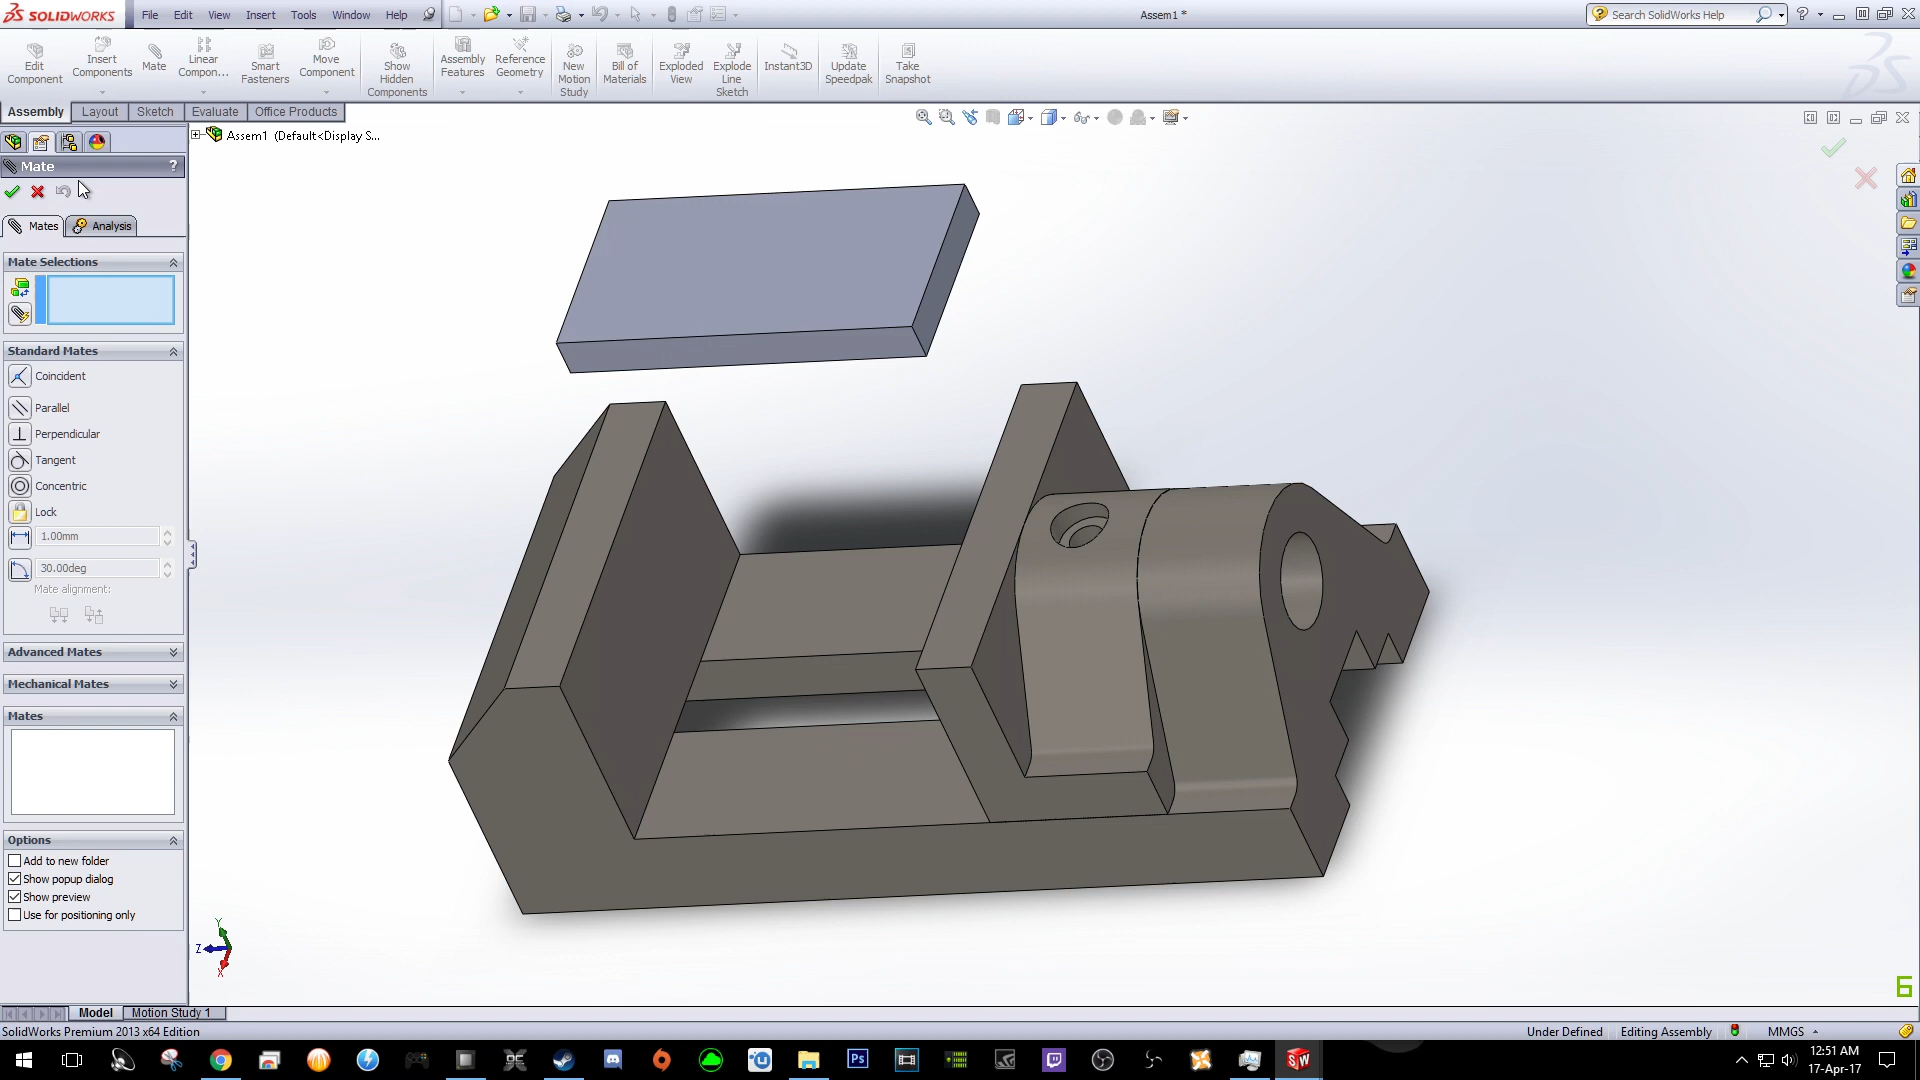 SOLIDWORKS File Edit View Insert Tools Window Help Assem1 * Search SolidWorks Help
Edit Component
Insert Components
Mate
Linear Compon...
Smart Fasteners
Move Component
Show Hidden Components
Assembly Features
Reference Geometry
New Motion Study
Bill of Materials
Exploded View
Explode Line Sketch
Instant3D
Update Speedpak
Take Snapshot
Assembly Layout Sketch Evaluate Office Products
Assem1 (Default<Display S...
Mate ?
Mates Analysis
Mate Selections
Standard Mates
Coincident
Parallel
Perpendicular
Tangent
Concentric
Lock
1.00mm
30.00deg
Mate alignment:
Advanced Mates
Mechanical Mates
Mates
Options
Add to new folder
Show popup dialog
Show preview
Use for positioning only
Y
Z
X
6
Model Motion Study 1
SolidWorks Premium 2013 x64 Edition Under Defined Editing Assembly MMGS
Ps SW
12:51 AM
17-Apr-17